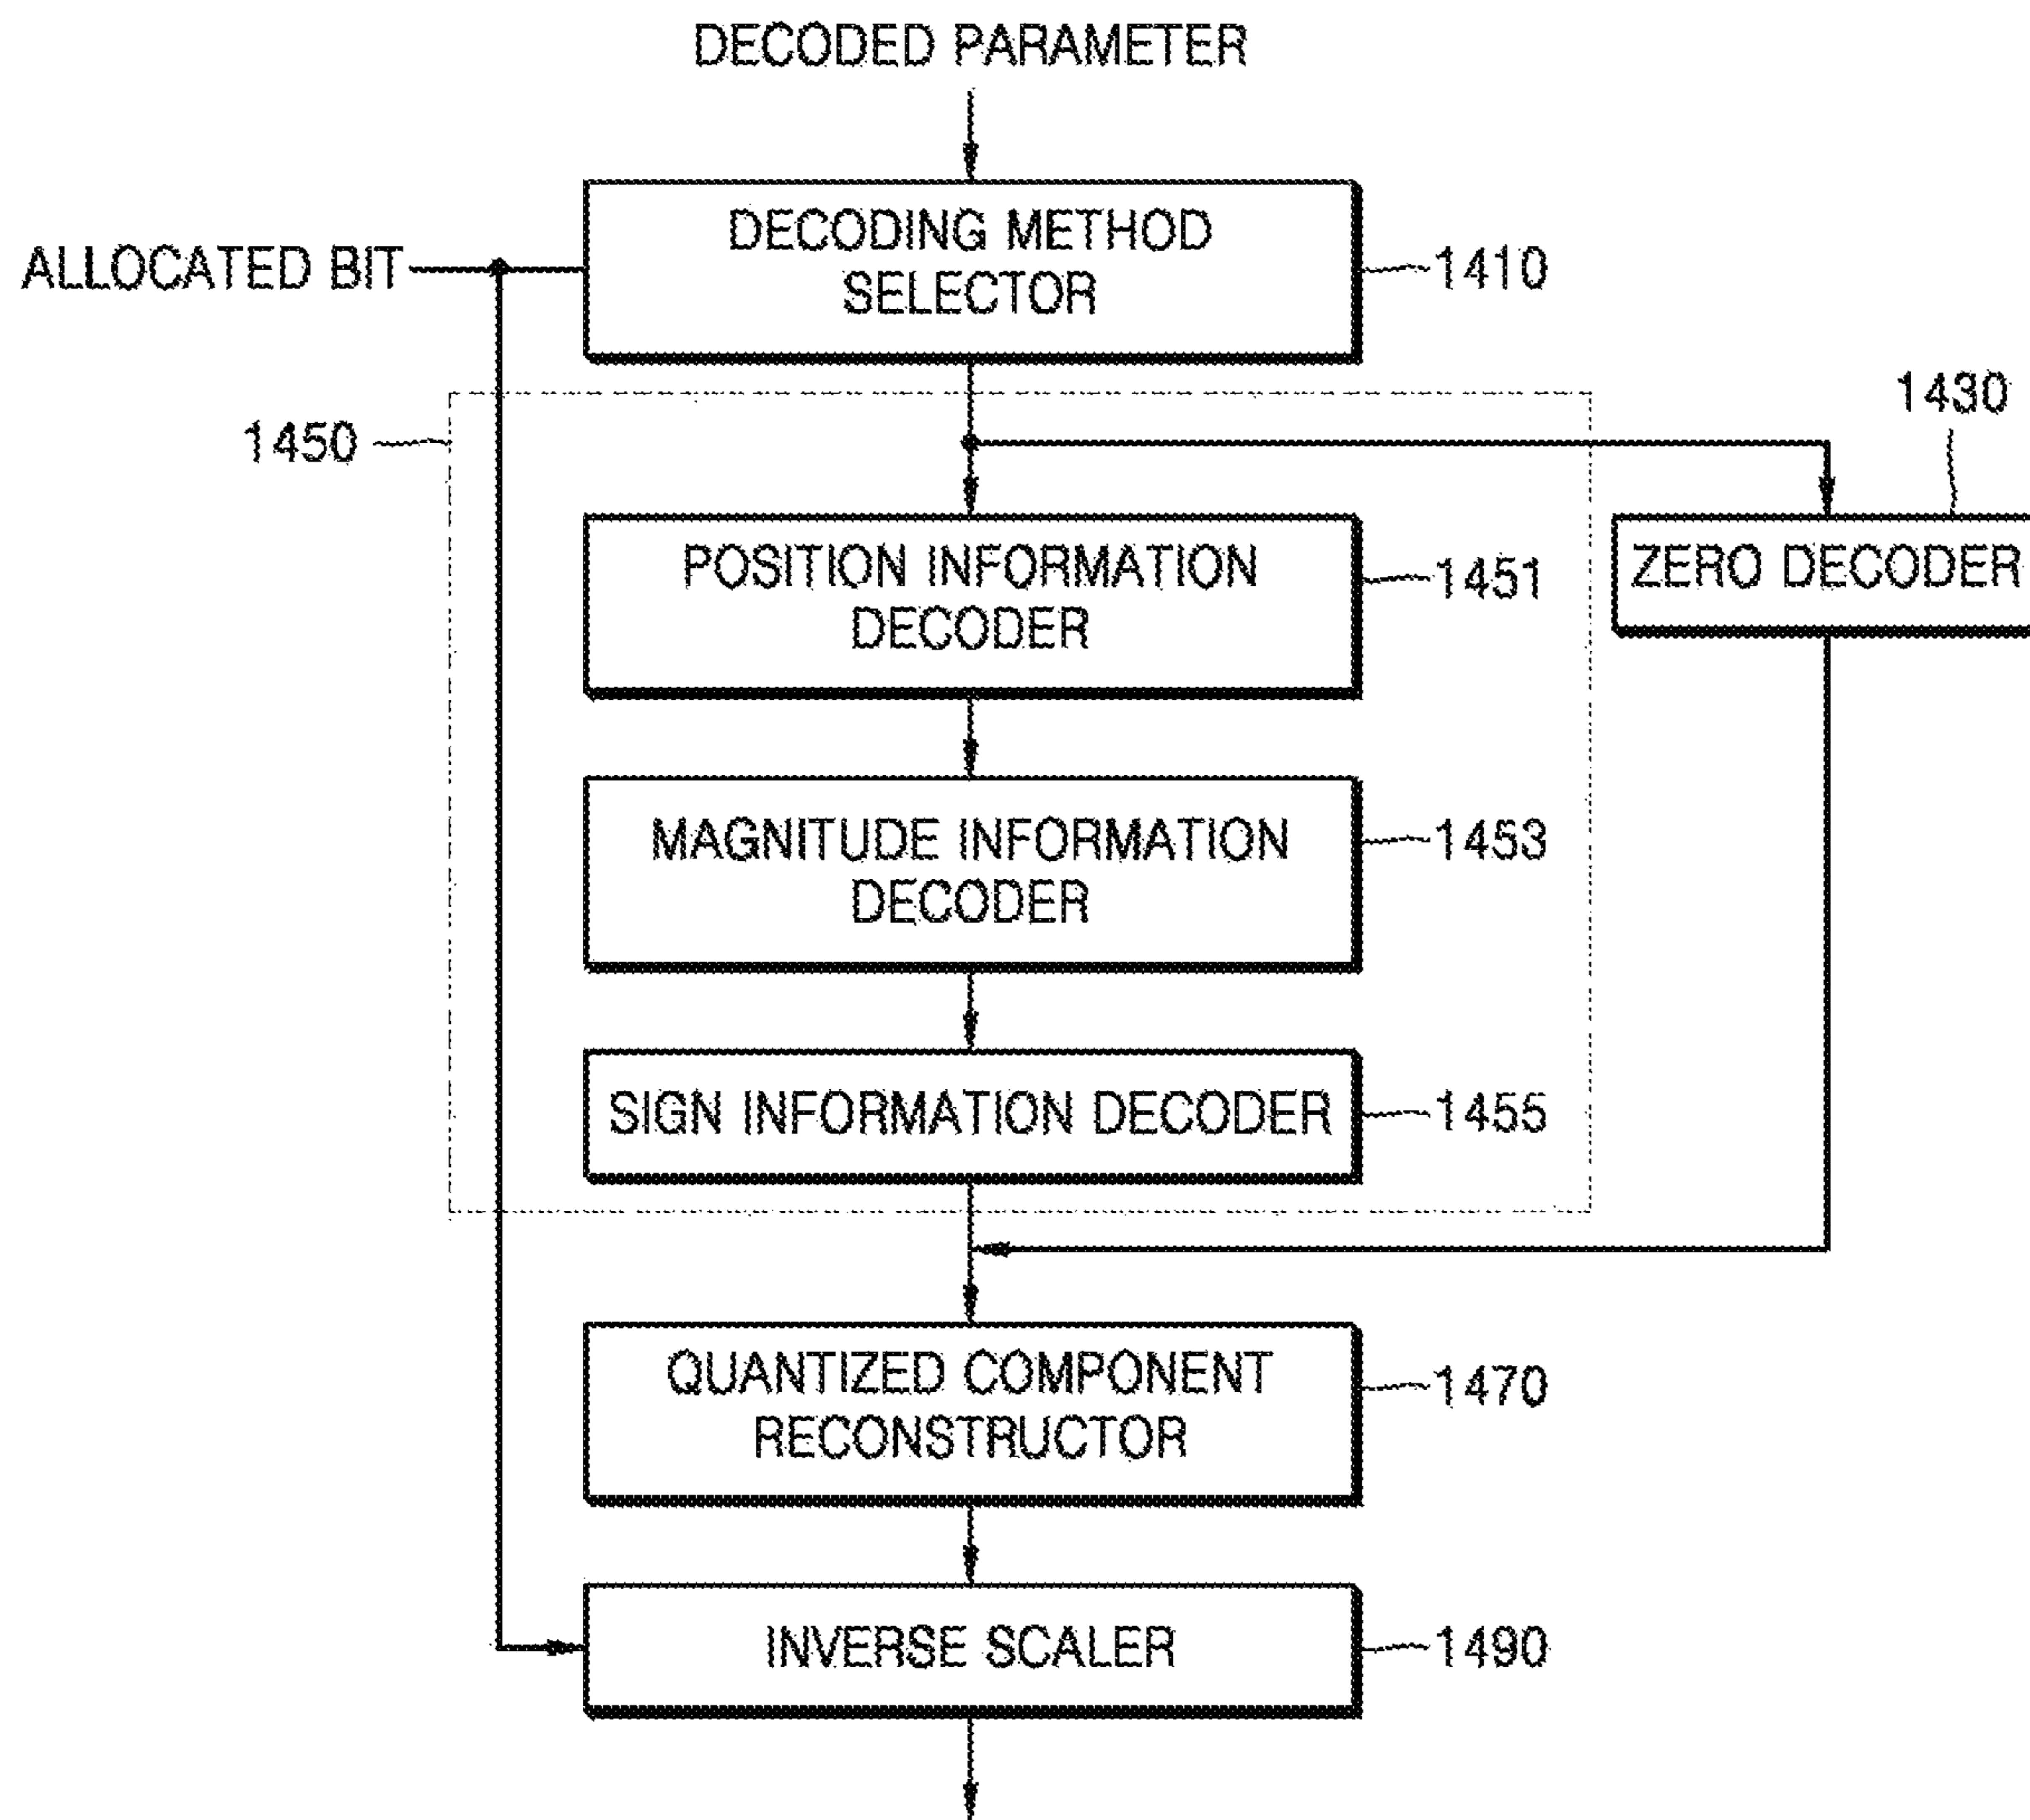 DECODED PARAMETER
DECODING METHOD
SELECTOR
ALLOCATED BIT
1410
1430
1450
POSITION INFORMATION
DECODER
1451
ZERO DECODER
MAGNITUDE INFORMATION
DECODER
1453
SIGN INFORMATION DECODER
1455
QUANTIZED COMPONENT
RECONSTRUCTOR
1470
INVERSE SCALER
1490